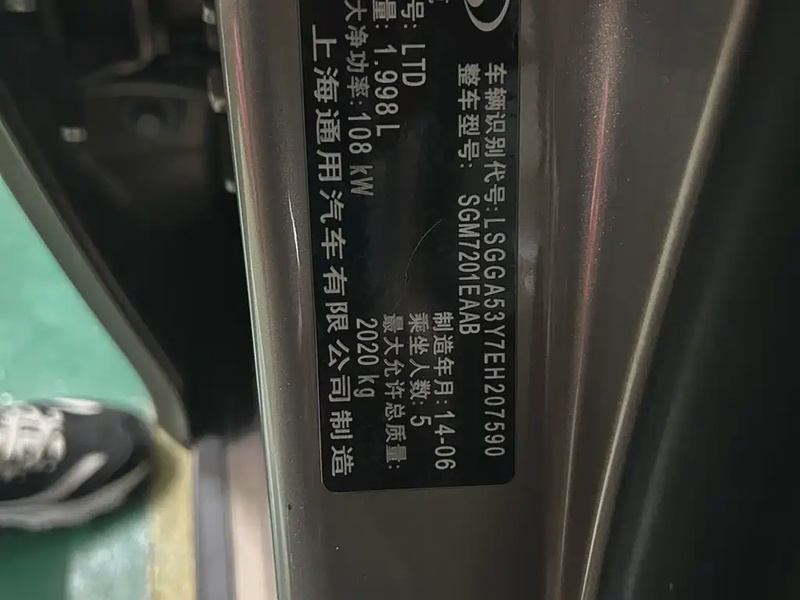 车辆识别代号:LSGGA53Y7EH207590
整车型号: SGM7201EAAB
制造年月:14-06
乘坐人数:5
号: LTD
最大允许总质量:
量: 1.998L
2020 kg
大净功率:108 kW
上海通用汽车有限公司制造